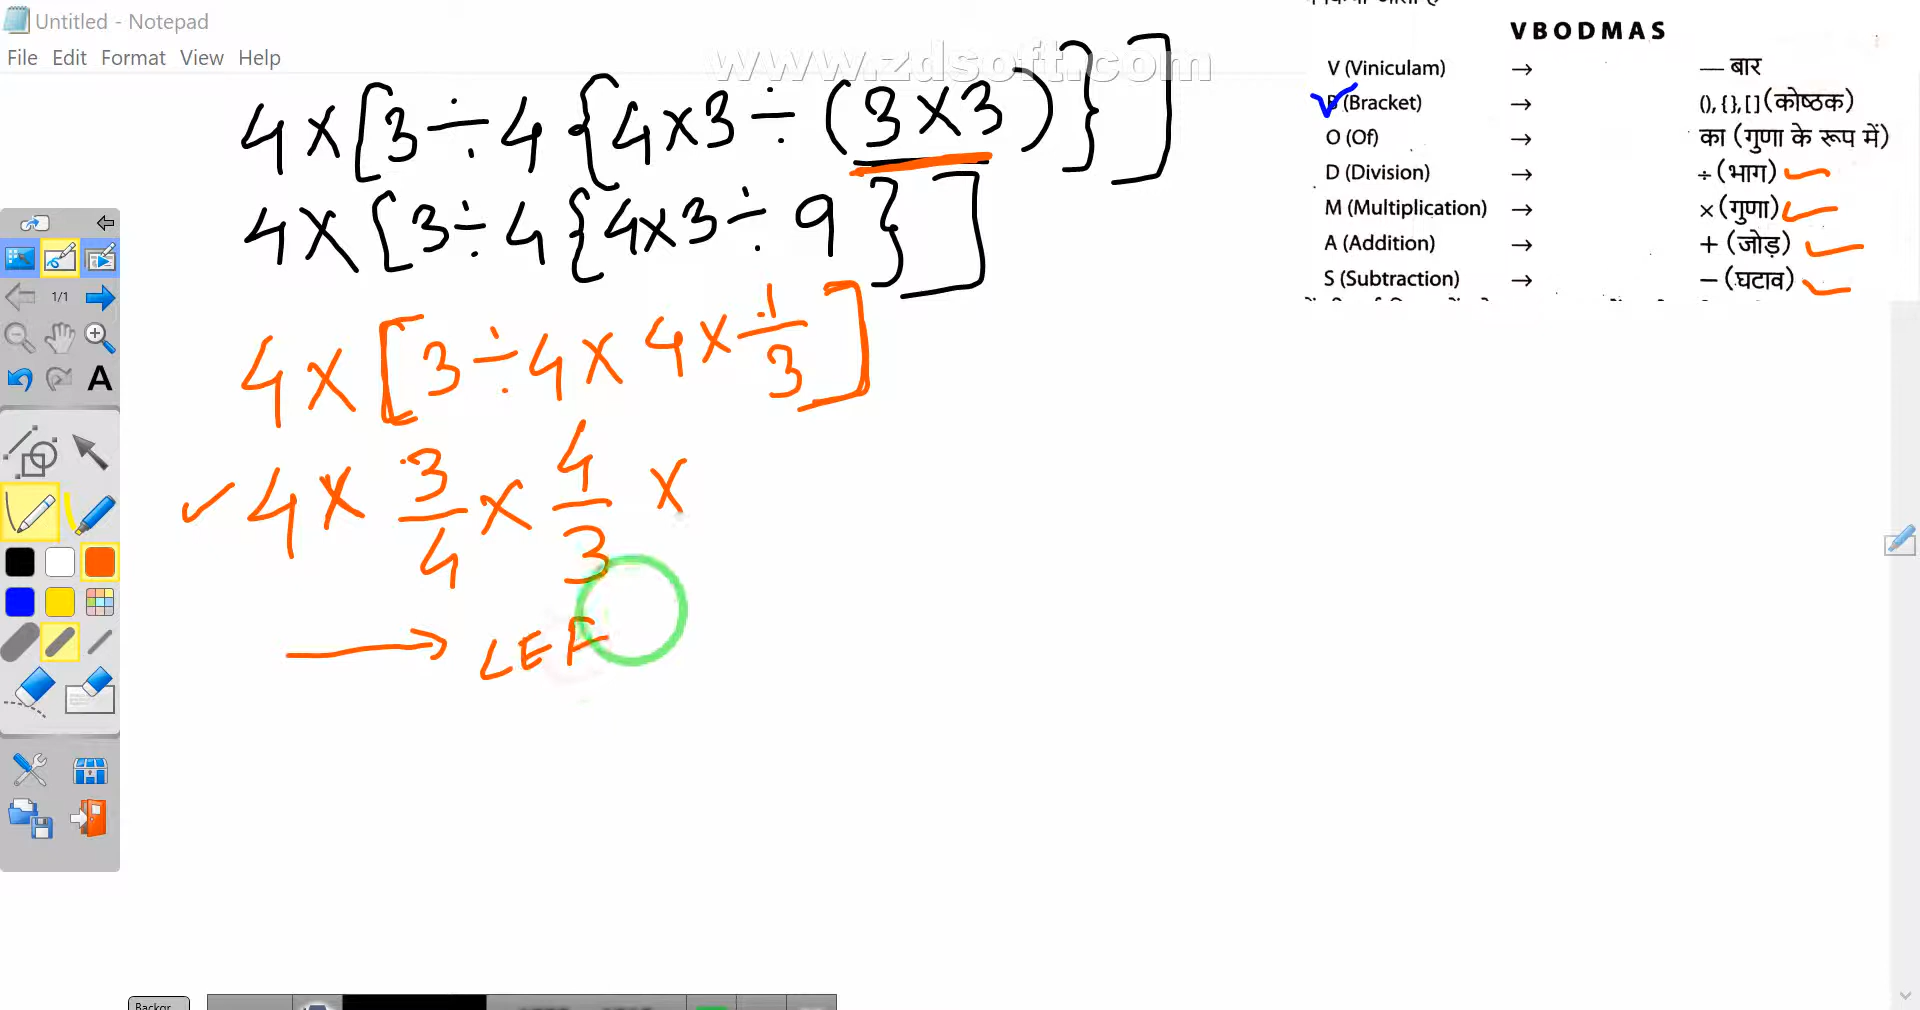 Untitled - Notepad
File Edit Format View Help
www.zdsoft.com
4 × [3 ÷ 4 {4 × 3 ÷ (3 × 3)}]
4 × [3 ÷ 4 {4 × 3 ÷ 9}]
4 × [3 ÷ 4 × 4 × 1/3]
4 × 3/4 × 4/3 ×
→ LEF
1/1
A
VBODMAS
V (Viniculam) → — बार
B (Bracket) → (), { }, [ ] (कोष्ठक)
O (Of) → का (गुणा के रूप में)
D (Division) → ÷ (भाग)
M (Multiplication) → × (गुणा)
A (Addition) → + (जोड़)
S (Subtraction) → − (घटाव)
Backgr